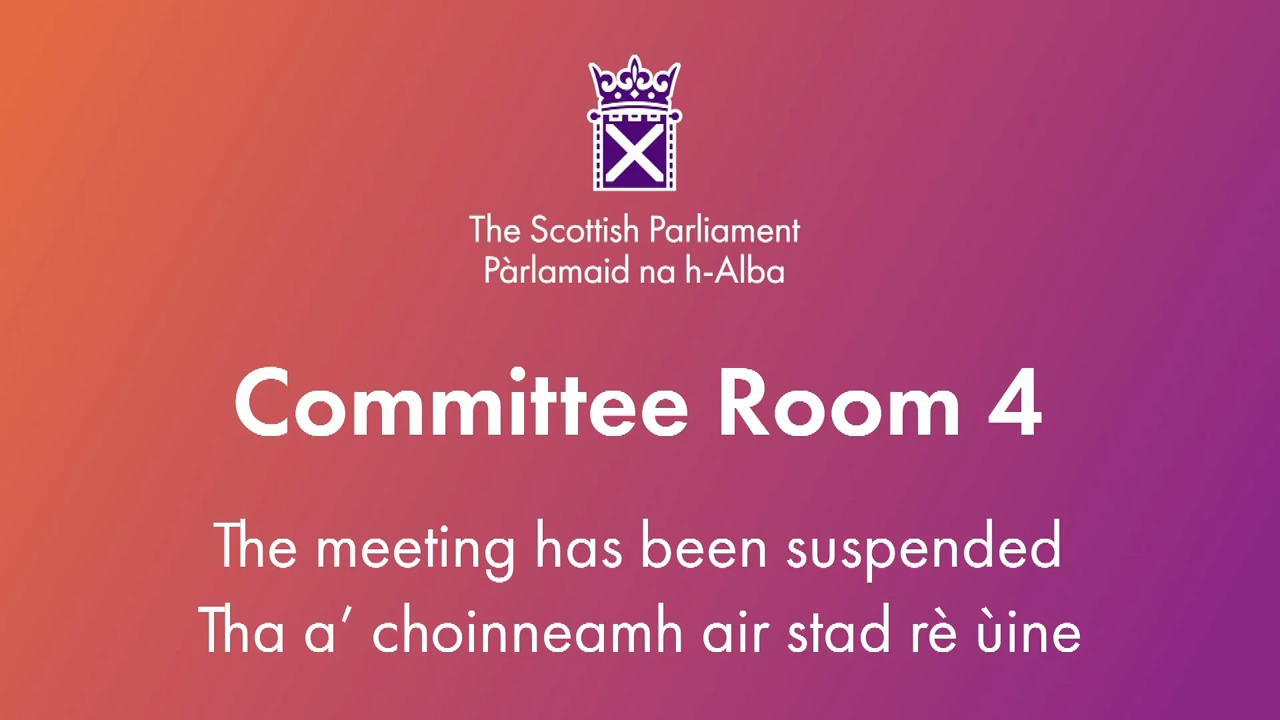 The Scottish Parliament
Pàrlamaid na h-Alba
Committee Room 4
The meeting has been suspended
Tha a’ choinneamh air stad rè ùine